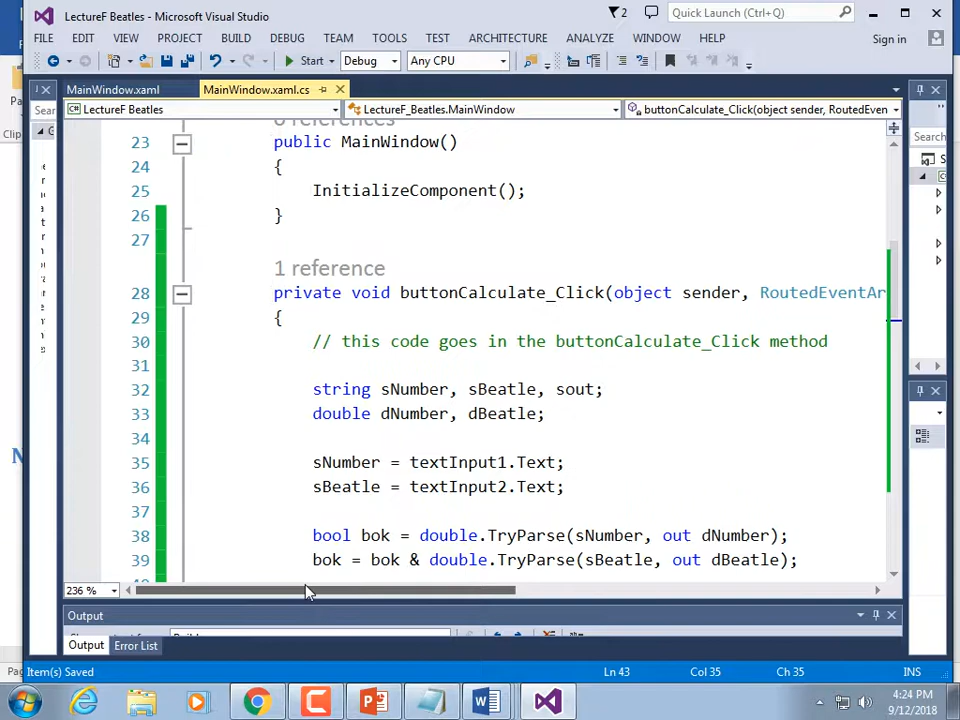 LectureF Beatles - Microsoft Visual Studio
2
Quick Launch (Ctrl+Q)
FILE EDIT VIEW PROJECT BUILD DEBUG TEAM TOOLS TEST ARCHITECTURE ANALYZE WINDOW HELP
Sign in
Start Debug Any CPU
MainWindow.xaml MainWindow.xaml.cs
LectureF Beatles LectureF_Beatles.MainWindow buttonCalculate_Click(object sender, RoutedEven
Search
23 public MainWindow()
24 {
25 InitializeComponent();
26 }
27
1 reference
28 private void buttonCalculate_Click(object sender, RoutedEventAr
29 {
30 // this code goes in the buttonCalculate_Click method
31
32 string sNumber, sBeatle, sout;
33 double dNumber, dBeatle;
34
35 sNumber = textInput1.Text;
36 sBeatle = textInput2.Text;
37
38 bool bok = double.TryParse(sNumber, out dNumber);
39 bok = bok & double.TryParse(sBeatle, out dBeatle);
236 %
Output
Output Error List
Item(s) Saved Ln 43 Col 35 Ch 35 INS
4:24 PM
9/12/2018